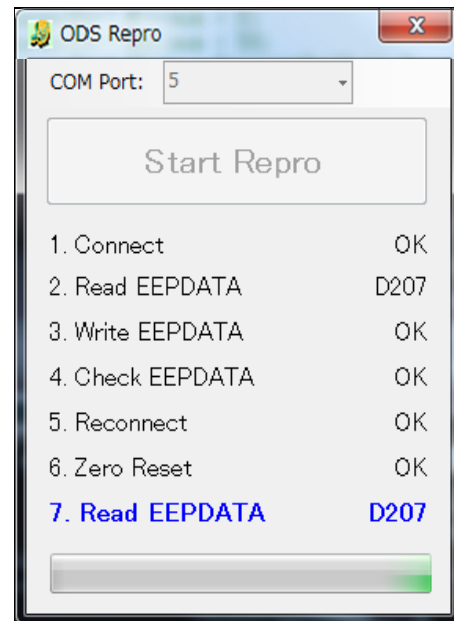 ODS Repro
COM Port: 5
Start Repro
1. Connect OK
2. Read EEPDATA D207
3. Write EEPDATA OK
4. Check EEPDATA OK
5. Reconnect OK
6. Zero Reset OK
7. Read EEPDATA D207